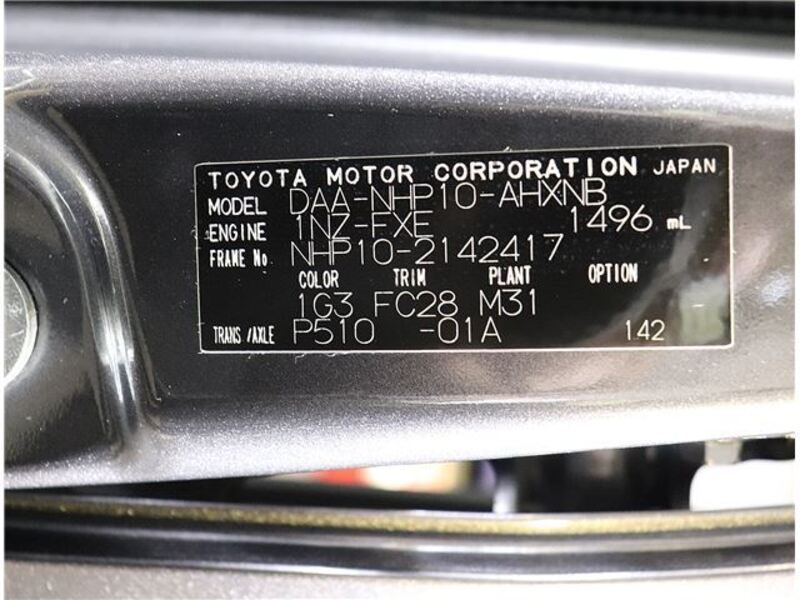 TOYOTA MOTOR CORPORATION JAPAN
MODEL DAA-NHP10-AHXNB
ENGINE 1NZ-FXE 1496 mL
FRAME No. NHP10-2142417
COLOR TRIM PLANT OPTION
1G3 FC28 M31
TRANS./AXLE P510 -01A 142